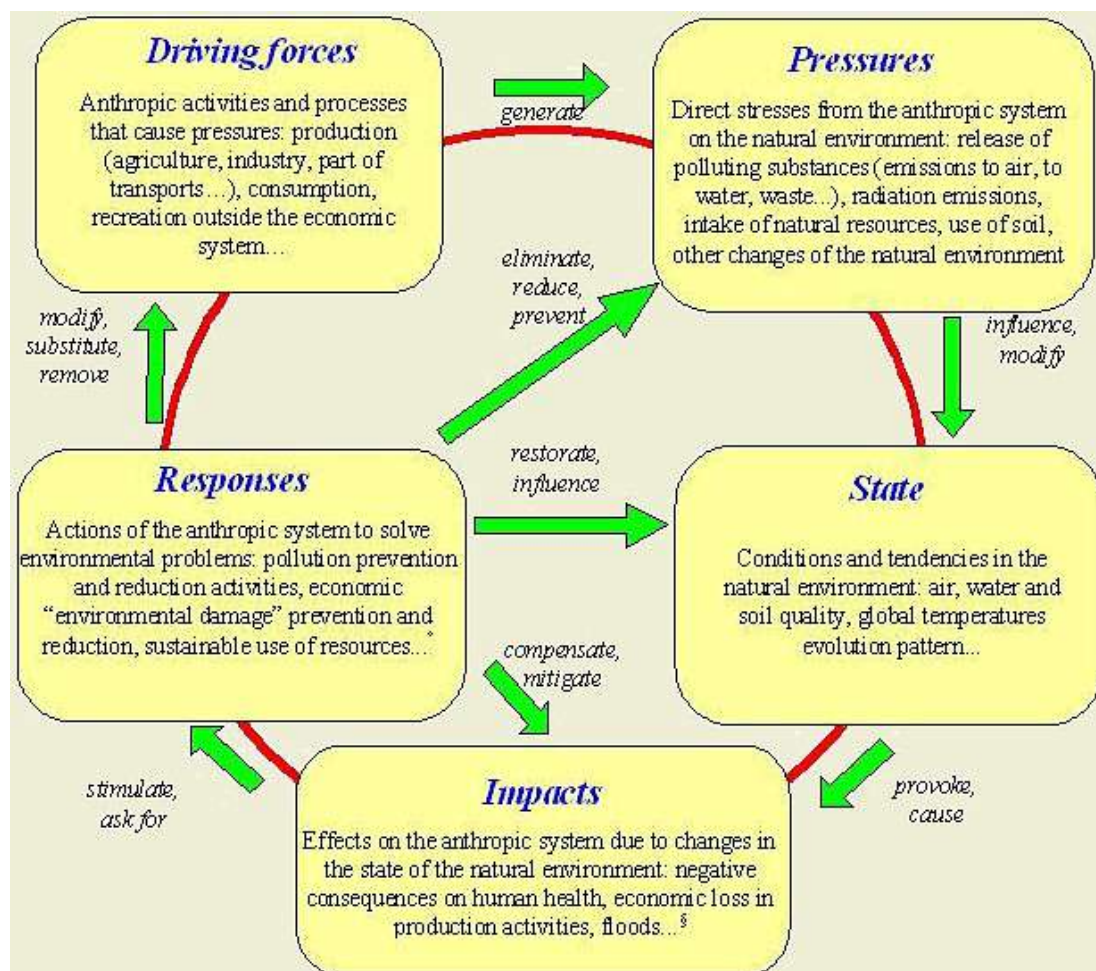 Driving forces
Anthropic activities and processes
that cause pressures: production
(agriculture, industry, part of
transports…), consumption,
recreation outside the economic
system…
generate
Pressures
Direct stresses from the anthropic system
on the natural environment: release of
polluting substances (emissions to air, to
water, waste...), radiation emissions,
intake of natural resources, use of soil,
other changes of the natural environment
modify,
substitute,
remove
eliminate,
reduce,
prevent
influence,
modify
Responses
Actions of the anthropic system to solve
environmental problems: pollution prevention
and reduction activities, economic
“environmental damage” prevention and
reduction, sustainable use of resources...°
restorate,
influence
State
Conditions and tendencies in the
natural environment: air, water and
soil quality, global temperatures
evolution pattern...
compensate,
mitigate
stimulate,
ask for
provoke,
cause
Impacts
Effects on the anthropic system due to changes in
the state of the natural environment: negative
consequences on human health, economic loss in
production activities, floods...§